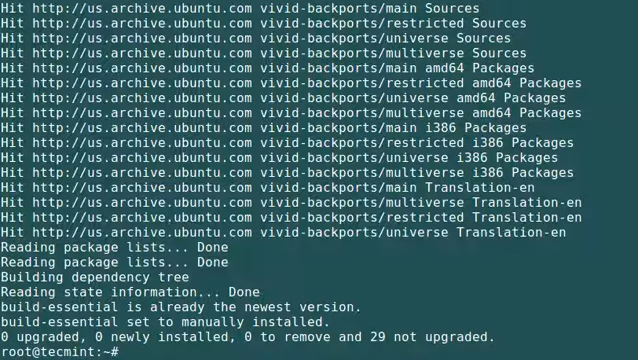 Hit http://us.archive.ubuntu.com vivid-backports/main Sources
Hit http://us.archive.ubuntu.com vivid-backports/restricted Sources
Hit http://us.archive.ubuntu.com vivid-backports/universe Sources
Hit http://us.archive.ubuntu.com vivid-backports/multiverse Sources
Hit http://us.archive.ubuntu.com vivid-backports/main amd64 Packages
Hit http://us.archive.ubuntu.com vivid-backports/restricted amd64 Packages
Hit http://us.archive.ubuntu.com vivid-backports/universe amd64 Packages
Hit http://us.archive.ubuntu.com vivid-backports/multiverse amd64 Packages
Hit http://us.archive.ubuntu.com vivid-backports/main i386 Packages
Hit http://us.archive.ubuntu.com vivid-backports/restricted i386 Packages
Hit http://us.archive.ubuntu.com vivid-backports/universe i386 Packages
Hit http://us.archive.ubuntu.com vivid-backports/multiverse i386 Packages
Hit http://us.archive.ubuntu.com vivid-backports/main Translation-en
Hit http://us.archive.ubuntu.com vivid-backports/multiverse Translation-en
Hit http://us.archive.ubuntu.com vivid-backports/restricted Translation-en
Hit http://us.archive.ubuntu.com vivid-backports/universe Translation-en
Reading package lists... Done
Reading package lists... Done
Building dependency tree
Reading state information... Done
build-essential is already the newest version.
build-essential set to manually installed.
0 upgraded, 0 newly installed, 0 to remove and 29 not upgraded.
root@tecmint:~#